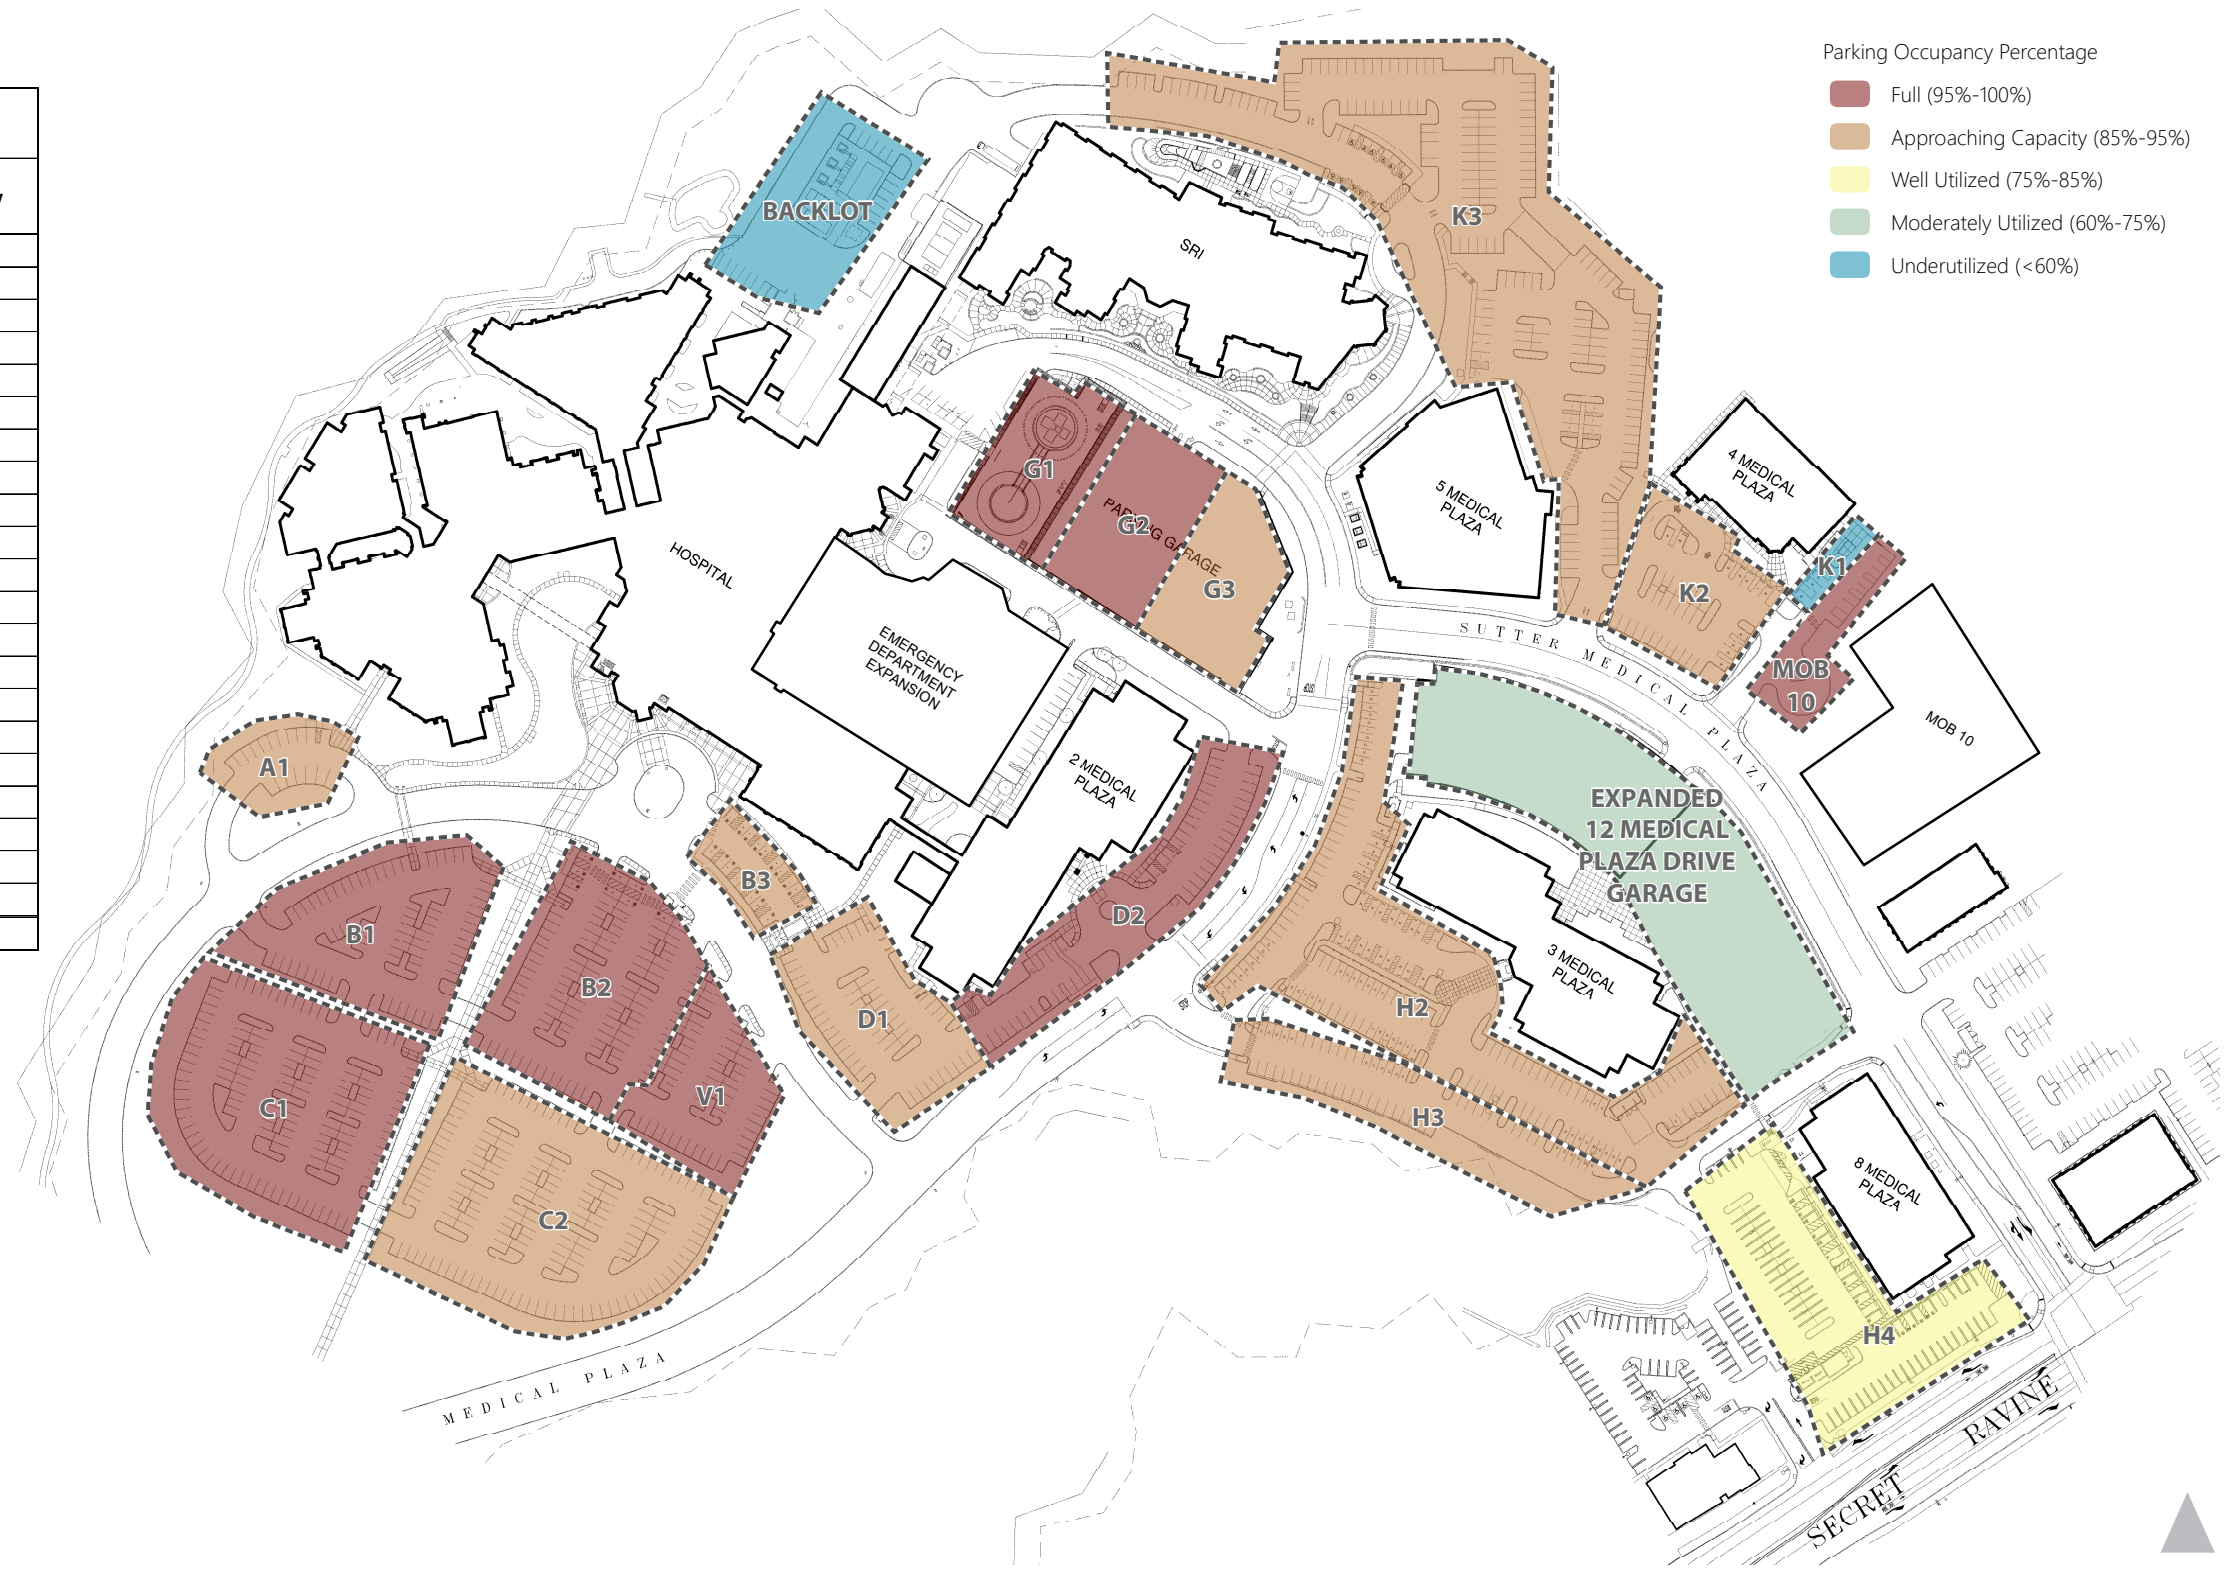 Parking Occupancy Percentage
Full (95%-100%)
Approaching Capacity (85%-95%)
Well Utilized (75%-85%)
Moderately Utilized (60%-75%)
Underutilized (<60%)
BACKLOT
K3
SRI
G1
PARKING GARAGE
G2
G3
5 MEDICAL
PLAZA
4 MEDICAL
PLAZA
K1
K2
MOB
10
MOB 10
HOSPITAL
EMERGENCY
DEPARTMENT
EXPANSION
SUTTER MEDICAL PLAZA
2 MEDICAL
PLAZA
A1
EXPANDED
12 MEDICAL
PLAZA DRIVE
GARAGE
B3
B1
D2
B2
3 MEDICAL
PLAZA
D1
H2
V1
C1
H3
8 MEDICAL
PLAZA
C2
H4
MEDICAL PLAZA
SECRET RAVINE